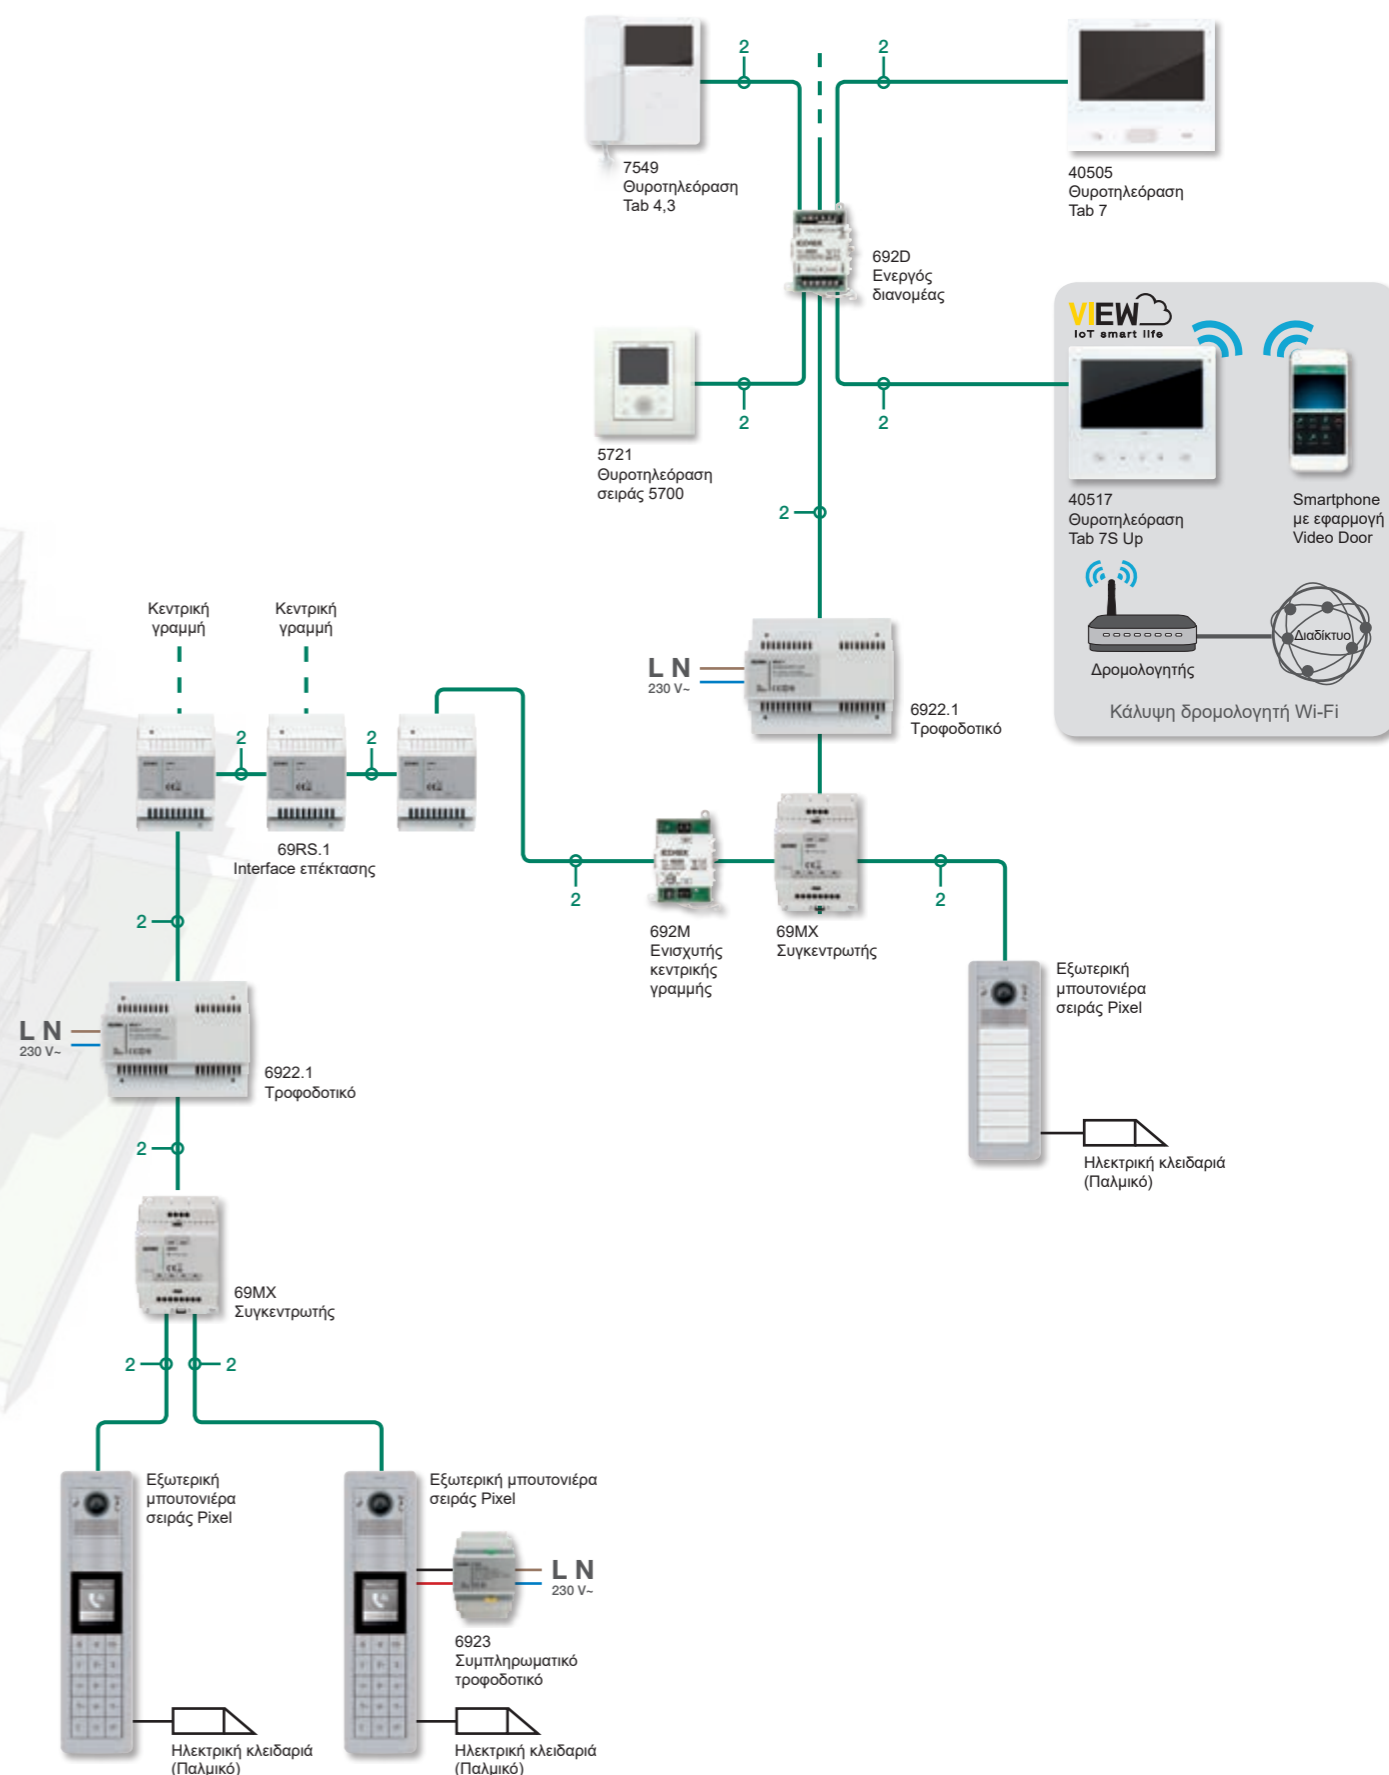 2
2
7549
Θυροτηλεόραση
Tab 4,3
40505
Θυροτηλεόραση
Tab 7
692D
Ενεργός
διανομέας
VIEW
IoT smart life
2
2
5721
Θυροτηλεόραση
σειράς 5700
40517
Θυροτηλεόραση
Tab 7S Up
Smartphone
με εφαρμογή
Video Door
2
Διαδίκτυο
Δρομολογητής
Κάλυψη δρομολογητή Wi-Fi
Κεντρική
γραμμή
Κεντρική
γραμμή
L N
230 V~
6922.1
Τροφοδοτικό
2
2
69RS.1
Interface επέκτασης
2
2
692M
Ενισχυτής
κεντρικής
γραμμής
69MX
Συγκεντρωτής
2
Εξωτερική
μπουτονιέρα
σειράς Pixel
L N
230 V~
6922.1
Τροφοδοτικό
2
Ηλεκτρική κλειδαριά
(Παλμικό)
69MX
Συγκεντρωτής
2
2
Εξωτερική
μπουτονιέρα
σειράς Pixel
Εξωτερική μπουτονιέρα
σειράς Pixel
L N
230 V~
6923
Συμπληρωματικό
τροφοδοτικό
Ηλεκτρική κλειδαριά
(Παλμικό)
Ηλεκτρική κλειδαριά
(Παλμικό)